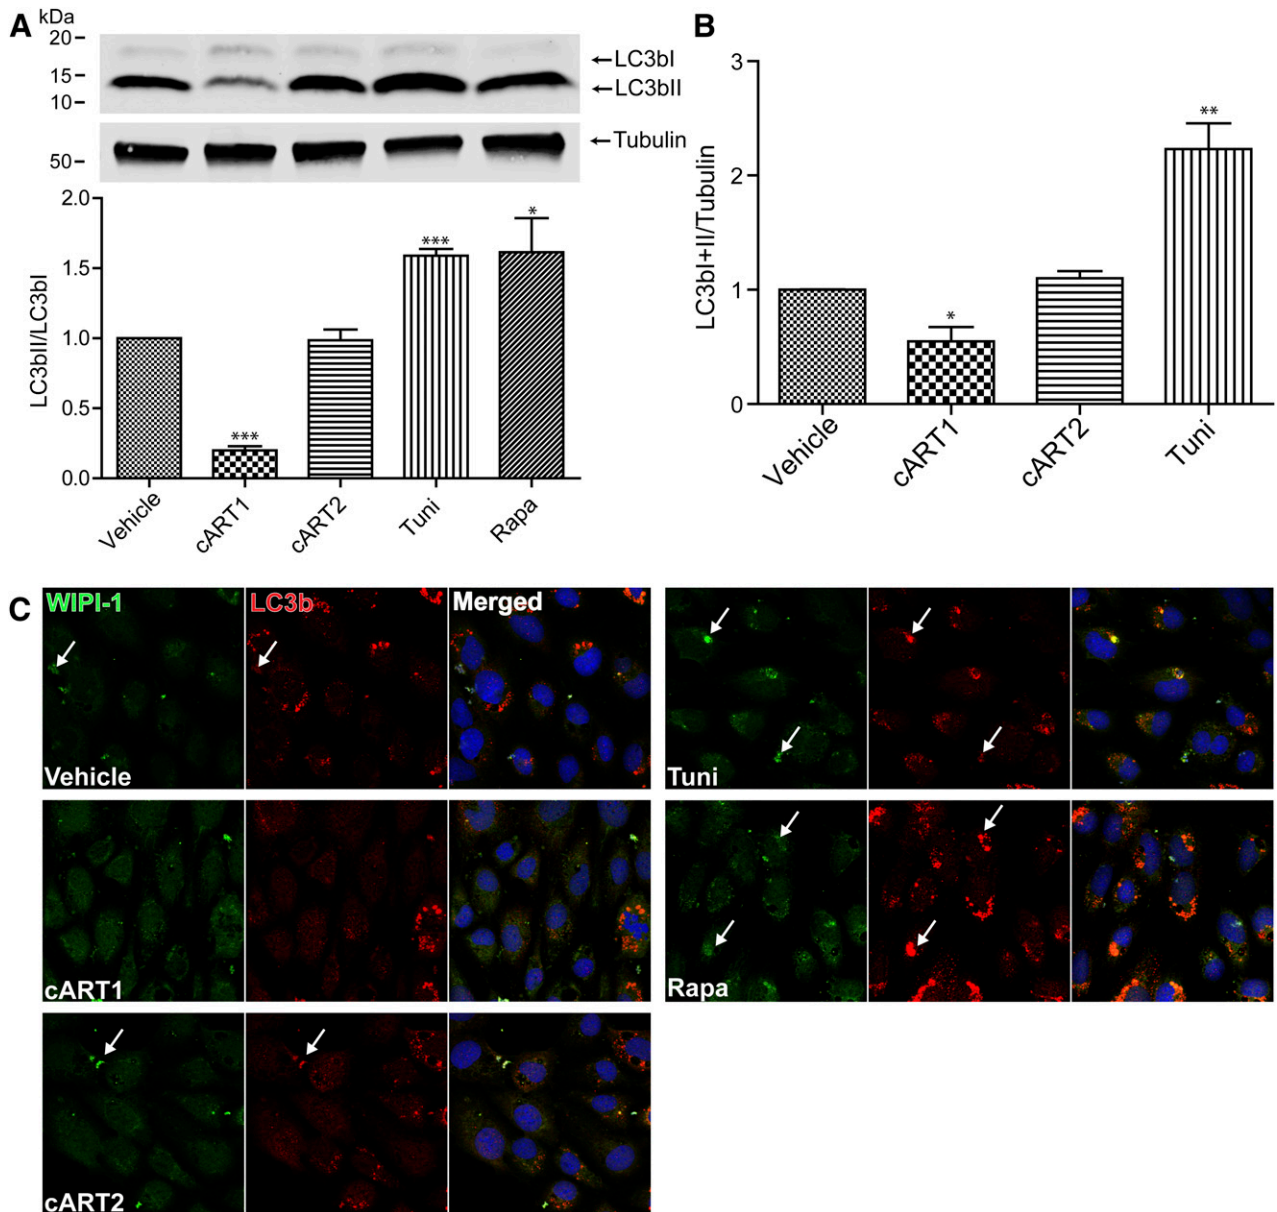 A
kDa
20
15
10
50
LC3bI
LC3bII
Tubulin
LC3bII/LC3bI
2.0
1.5
1.0
0.5
0.0
***
***
*
Vehicle
cART1
cART2
Tuni
Rapa
B
LC3bI+II/Tubulin
3
2
1
0
*
**
Vehicle
cART1
cART2
Tuni
C
WIPI-1
LC3b
Merged
Vehicle
Tuni
cART1
Rapa
cART2